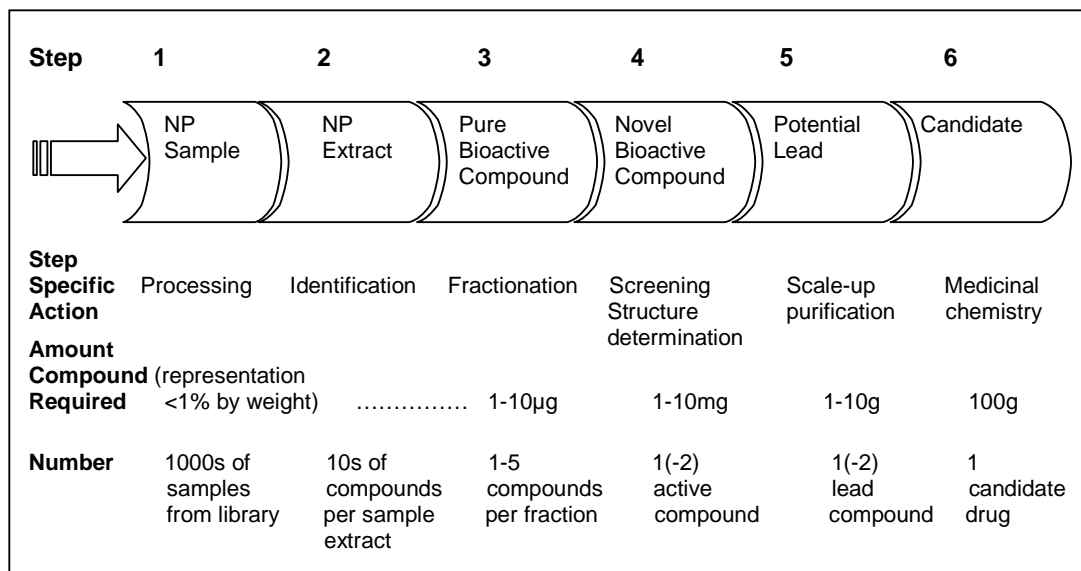 Step 1 2 3 4 5 6
NP NP Pure Novel Potential Candidate
Sample Extract Bioactive Bioactive Lead
Compound Compound
Step
Specific Processing Identification Fractionation Screening Scale-up Medicinal
Action Structure purification chemistry
determination
Amount
Compound (representation
Required <1% by weight) …………… 1-10µg 1-10mg 1-10g 100g
Number 1000s of 10s of 1-5 1(-2) 1(-2) 1
samples compounds compounds active lead candidate
from library per sample per fraction compound compound drug
extract